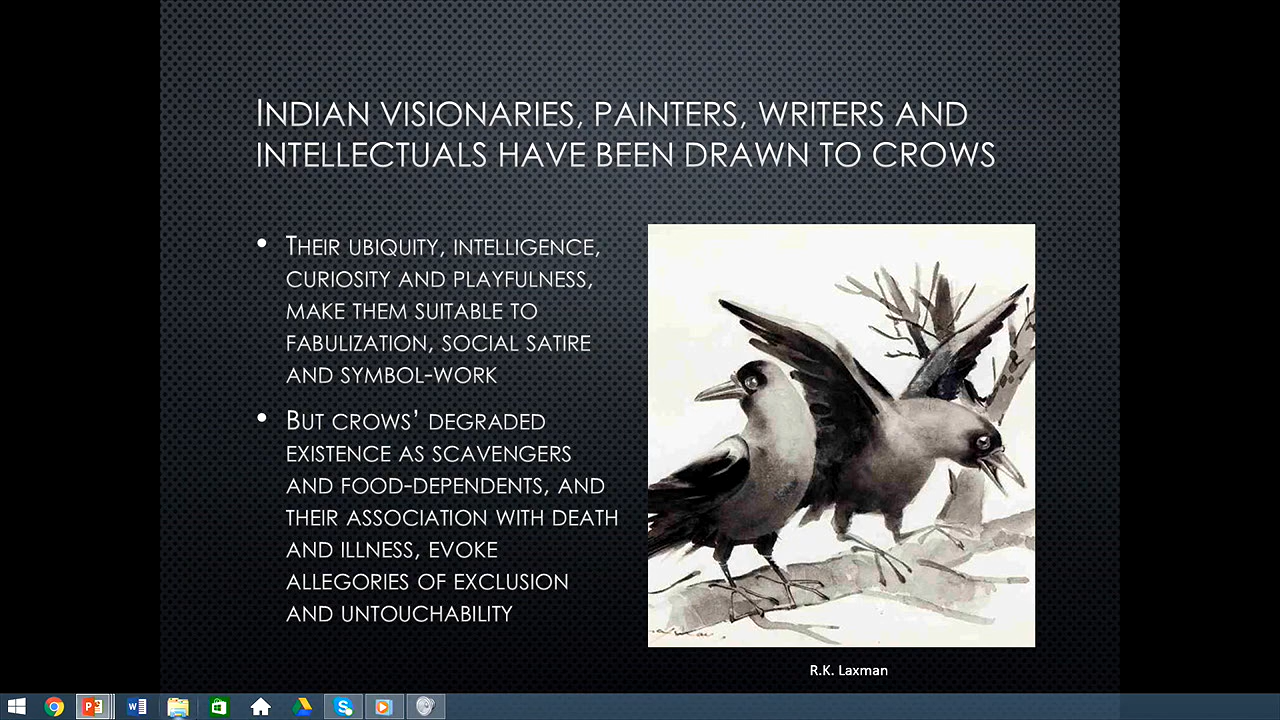 INDIAN VISIONARIES, PAINTERS, WRITERS AND
INTELLECTUALS HAVE BEEN DRAWN TO CROWS
• THEIR UBIQUITY, INTELLIGENCE,
CURIOSITY AND PLAYFULNESS,
MAKE THEM SUITABLE TO
FABULIZATION, SOCIAL SATIRE
AND SYMBOL-WORK
• BUT CROWS' DEGRADED
EXISTENCE AS SCAVENGERS
AND FOOD-DEPENDENTS, AND
THEIR ASSOCIATION WITH DEATH
AND ILLNESS, EVOKE
ALLEGORIES OF EXCLUSION
AND UNTOUCHABILITY
R.K. Laxman